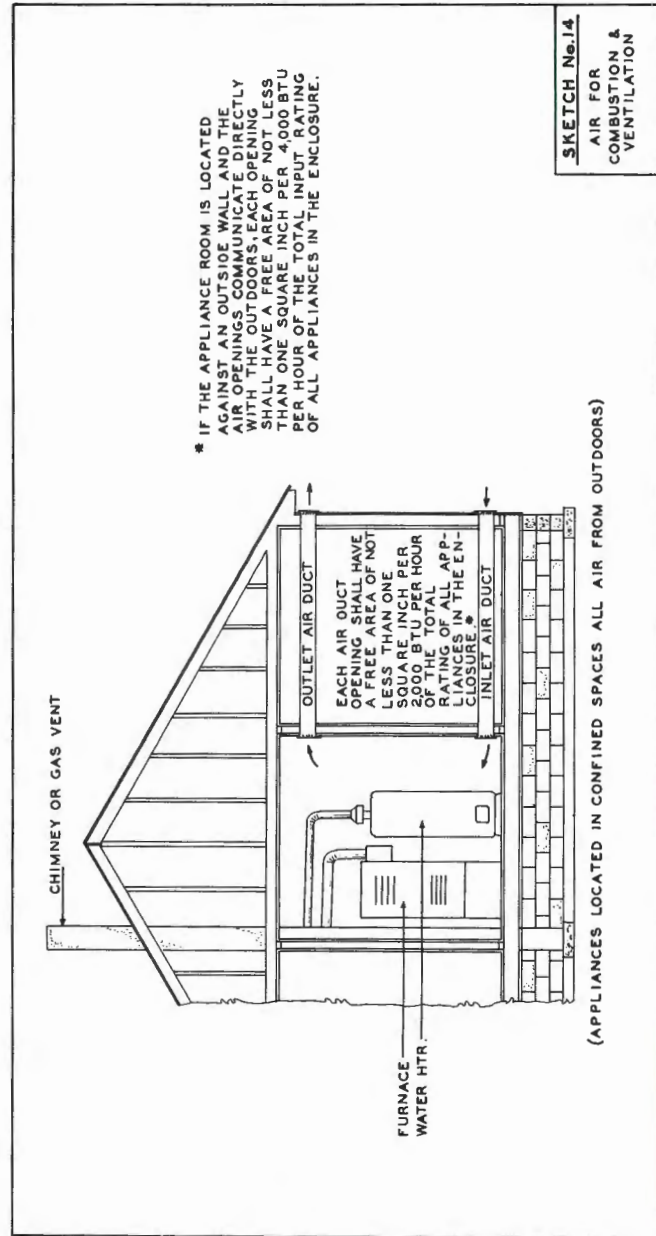 CHIMNEY OR GAS VENT
* IF THE APPLIANCE ROOM IS LOCATED
AGAINST AN OUTSIDE WALL AND THE
AIR OPENINGS COMMUNICATE DIRECTLY
WITH THE OUTDOORS, EACH OPENING
SHALL HAVE A FREE AREA OF NOT LESS
THAN ONE SQUARE INCH PER 4,000 BTU
PER HOUR OF THE TOTAL INPUT RATING
OF ALL APPLIANCES IN THE ENCLOSURE.
OUTLET AIR DUCT
EACH AIR DUCT
OPENING SHALL HAVE
A FREE AREA OF NOT
LESS THAN ONE
SQUARE INCH PER
2,000 BTU PER HOUR
OF THE TOTAL
RATING OF ALL APP-
LIANCES IN THE EN-
CLOSURE.*
INLET AIR DUCT
FURNACE
WATER HTR.
(APPLIANCES LOCATED IN CONFINED SPACES ALL AIR FROM OUTDOORS)
SKETCH No.14
AIR FOR
COMBUSTION &
VENTILATION